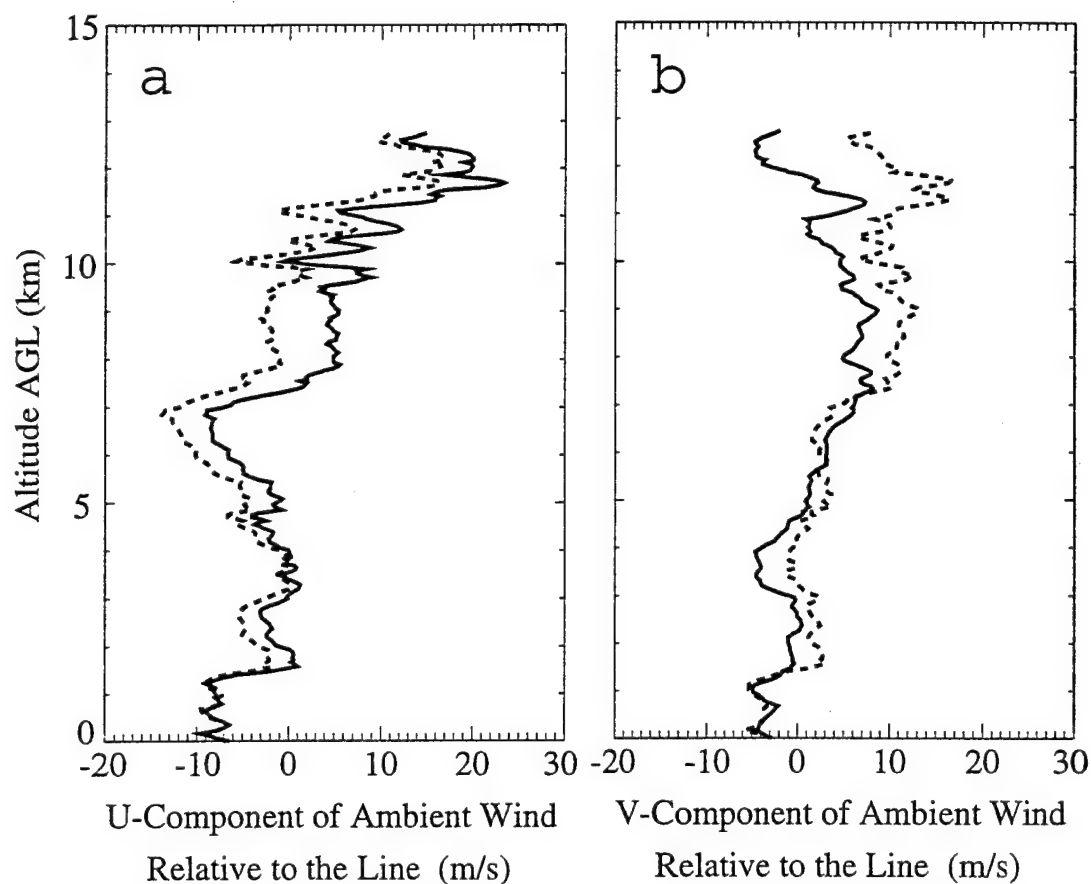 a
b
15
10
5
0
Altitude AGL (km)
-20 -10 0 10 20 30
-20 -10 0 10 20 30
U-Component of Ambient Wind
Relative to the Line (m/s)
V-Component of Ambient Wind
Relative to the Line (m/s)